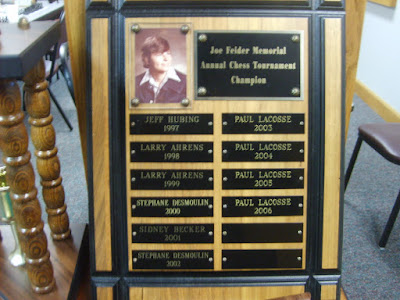 Joe Feider Memorial
Annual Chess Tournament
Champion
JEFF HUBING
1997
LARRY AHRENS
1998
LARRY AHRENS
1999
STEPHANE DESMOULIN
2000
SIDNEY BECKER
2001
STEPHANE DESMOULIN
2002
PAUL LACOSSE
2003
PAUL LACOSSE
2004
PAUL LACOSSE
2005
PAUL LACOSSE
2006